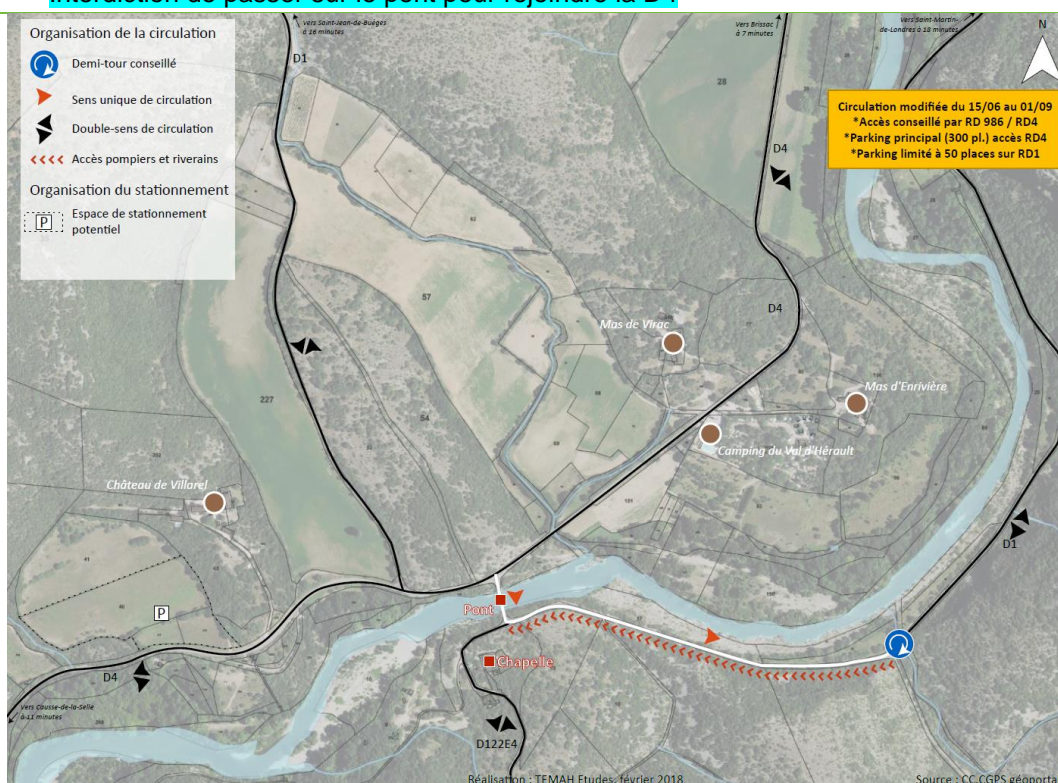 Interdiction de passer sur le pont pour rejoindre la D4
Vers Saint-Jean-de-Buèges
à 16 minutes
Vers Brissac
à 7 minutes
Vers Saint-Martin-
de-Londres à 18 minutes
N
Organisation de la circulation
Demi-tour conseillé
Sens unique de circulation
Double-sens de circulation
Accès pompiers et riverains
Organisation du stationnement
P
Espace de stationnement
potentiel
D1
28
Circulation modifiée du 15/06 au 01/09
*Accès conseillé par RD 986 / RD4
*Parking principal (300 pl.) accès RD4
*Parking limité à 50 places sur RD1
D4
62
57
D4
Mas de Virac
Mas d'Enrivière
227
54
Camping du Val d'Hérault
Château de Villarel
D1
P
Pont
Chapelle
D4
Vers Causse-de-la-Selle
à 11 minutes
D122E4
Réalisation : TEMAH Etudes, février 2018
Source : CC CGPS géoporta